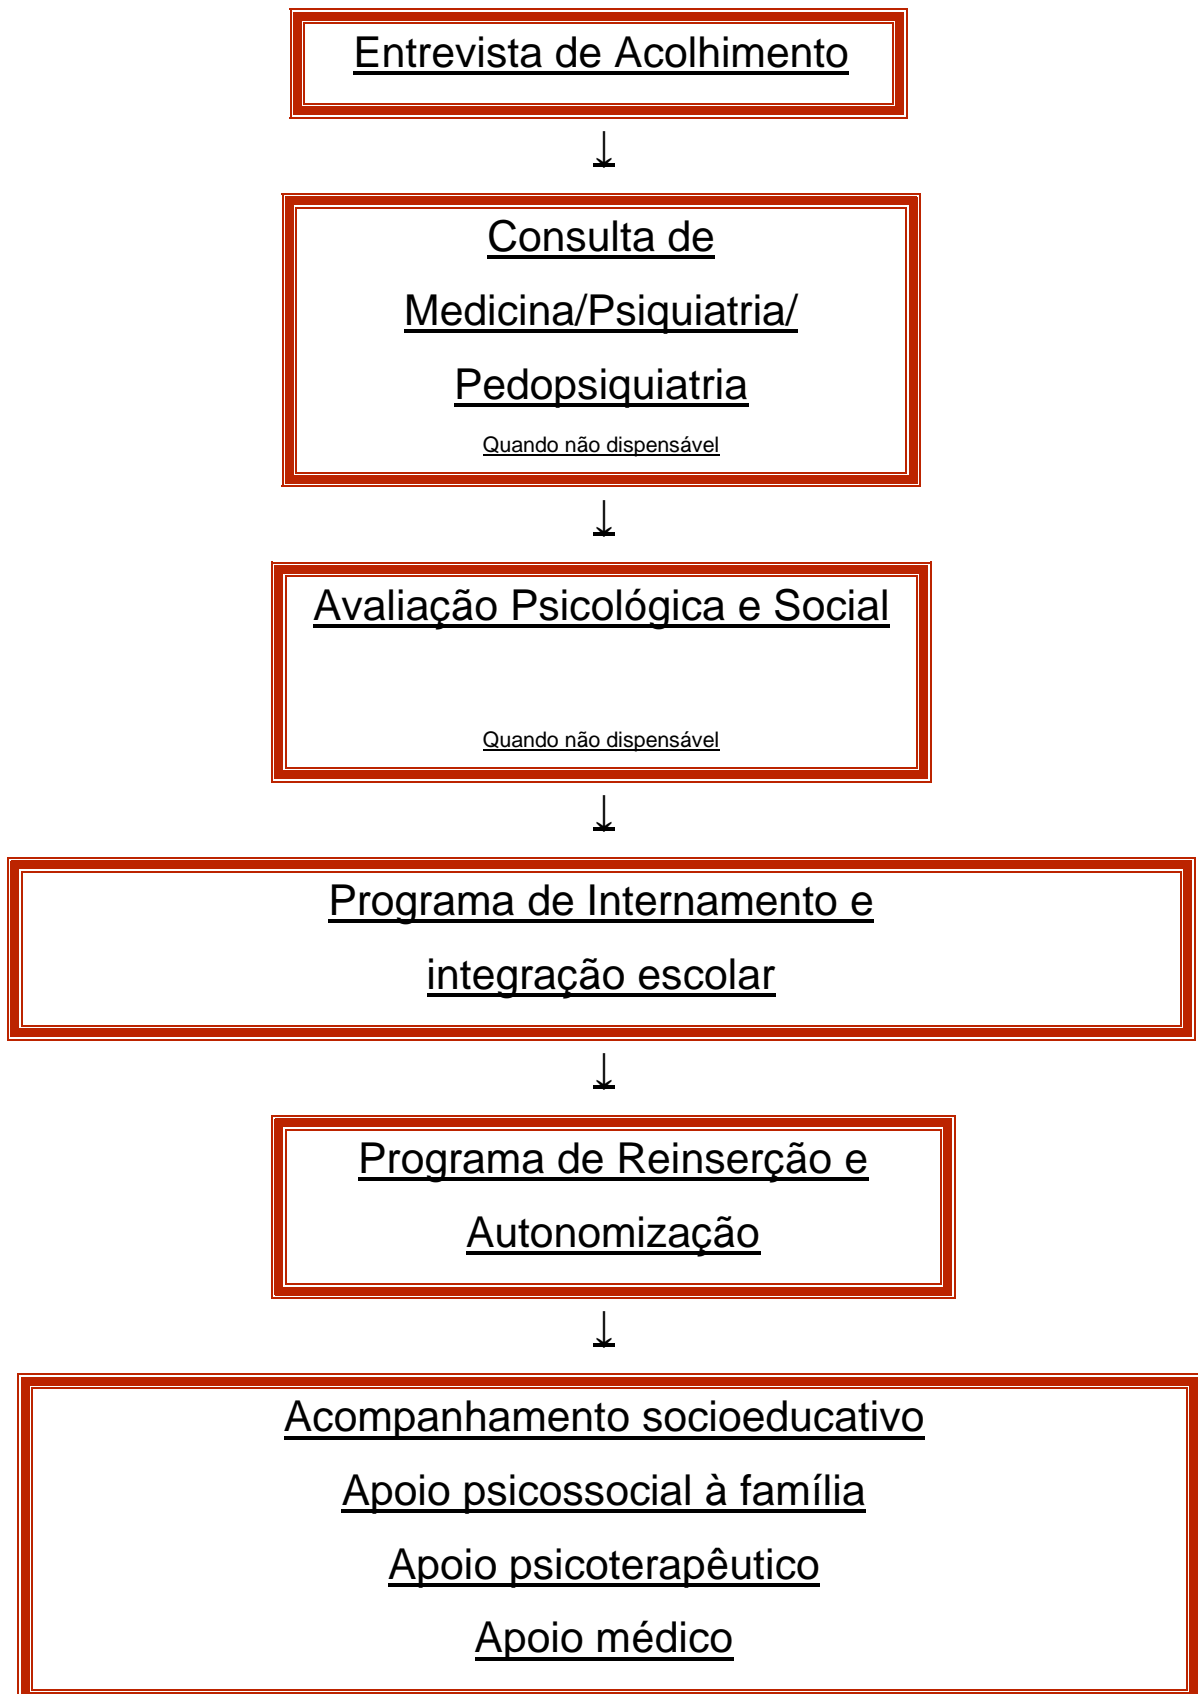 Entrevista de Acolhimento
↓
Consulta de
Medicina/Psiquiatria/
Pedopsiquiatria
Quando não dispensável
↓
Avaliação Psicológica e Social
Quando não dispensável
↓
Programa de Internamento e
integração escolar
↓
Programa de Reinserção e
Autonomização
↓
Acompanhamento socioeducativo
Apoio psicossocial à família
Apoio psicoterapêutico
Apoio médico